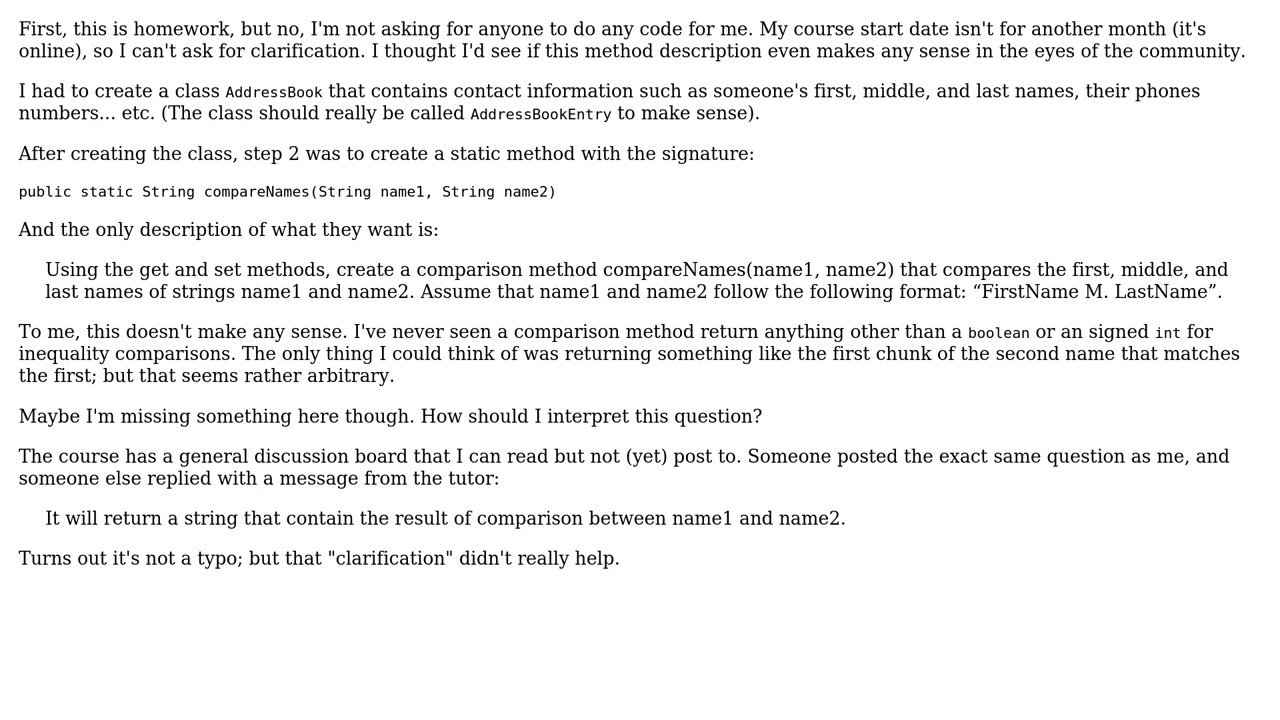 First, this is homework, but no, I'm not asking for anyone to do any code for me. My course start date isn't for another month (it's
online), so I can't ask for clarification. I thought I'd see if this method description even makes any sense in the eyes of the community.
I had to create a class AddressBook that contains contact information such as someone's first, middle, and last names, their phones
numbers... etc. (The class should really be called AddressBookEntry to make sense).
After creating the class, step 2 was to create a static method with the signature:
public static String compareNames(String name1, String name2)
And the only description of what they want is:
Using the get and set methods, create a comparison method compareNames(name1, name2) that compares the first, middle, and
last names of strings name1 and name2. Assume that name1 and name2 follow the following format: “FirstName M. LastName”.
To me, this doesn't make any sense. I've never seen a comparison method return anything other than a boolean or an signed int for
inequality comparisons. The only thing I could think of was returning something like the first chunk of the second name that matches
the first; but that seems rather arbitrary.
Maybe I'm missing something here though. How should I interpret this question?
The course has a general discussion board that I can read but not (yet) post to. Someone posted the exact same question as me, and
someone else replied with a message from the tutor:
It will return a string that contain the result of comparison between name1 and name2.
Turns out it's not a typo; but that "clarification" didn't really help.